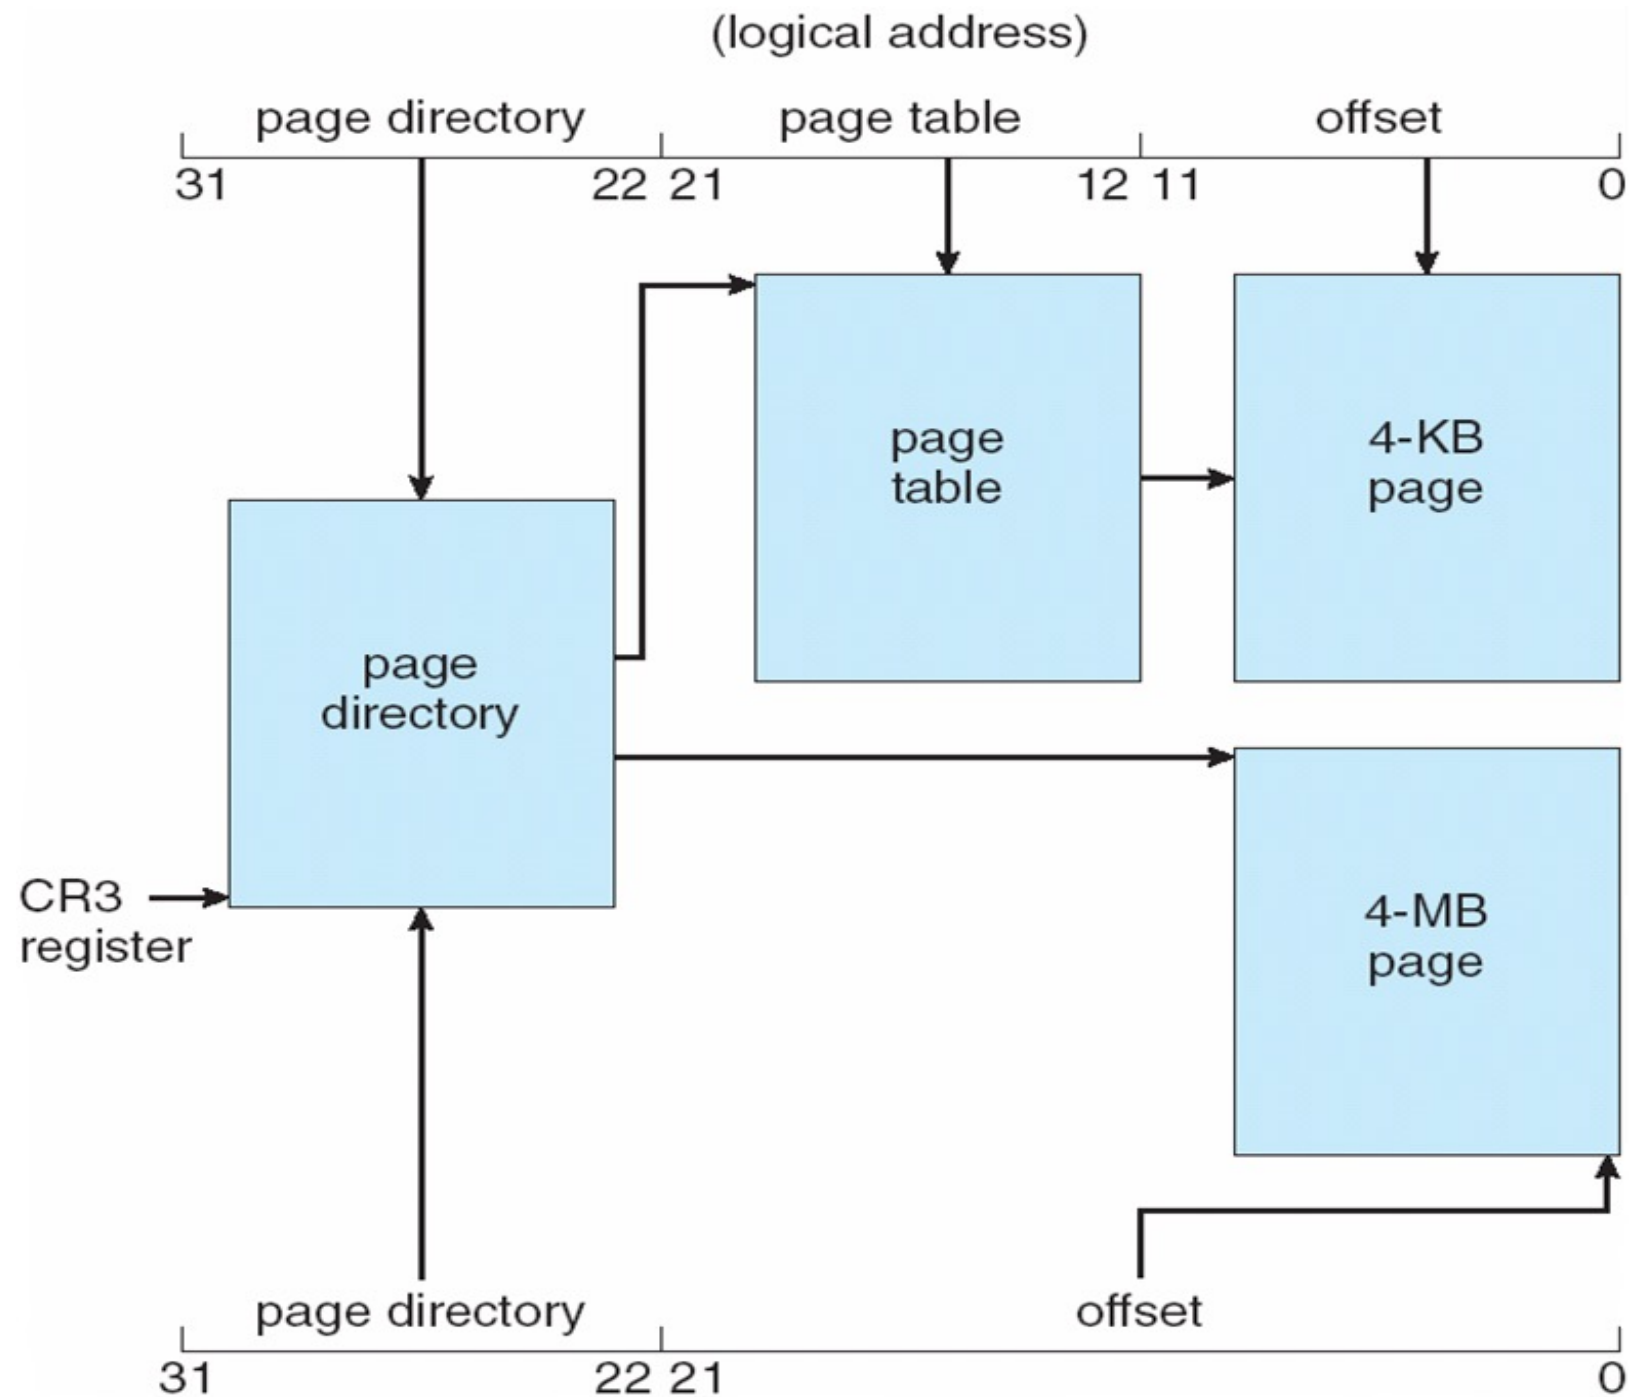 (logical address)
page directory page table offset
31 22 21 12 11 0
page
table
4-KB
page
page
directory
CR3
register
4-MB
page
page directory offset
31 22 21 0